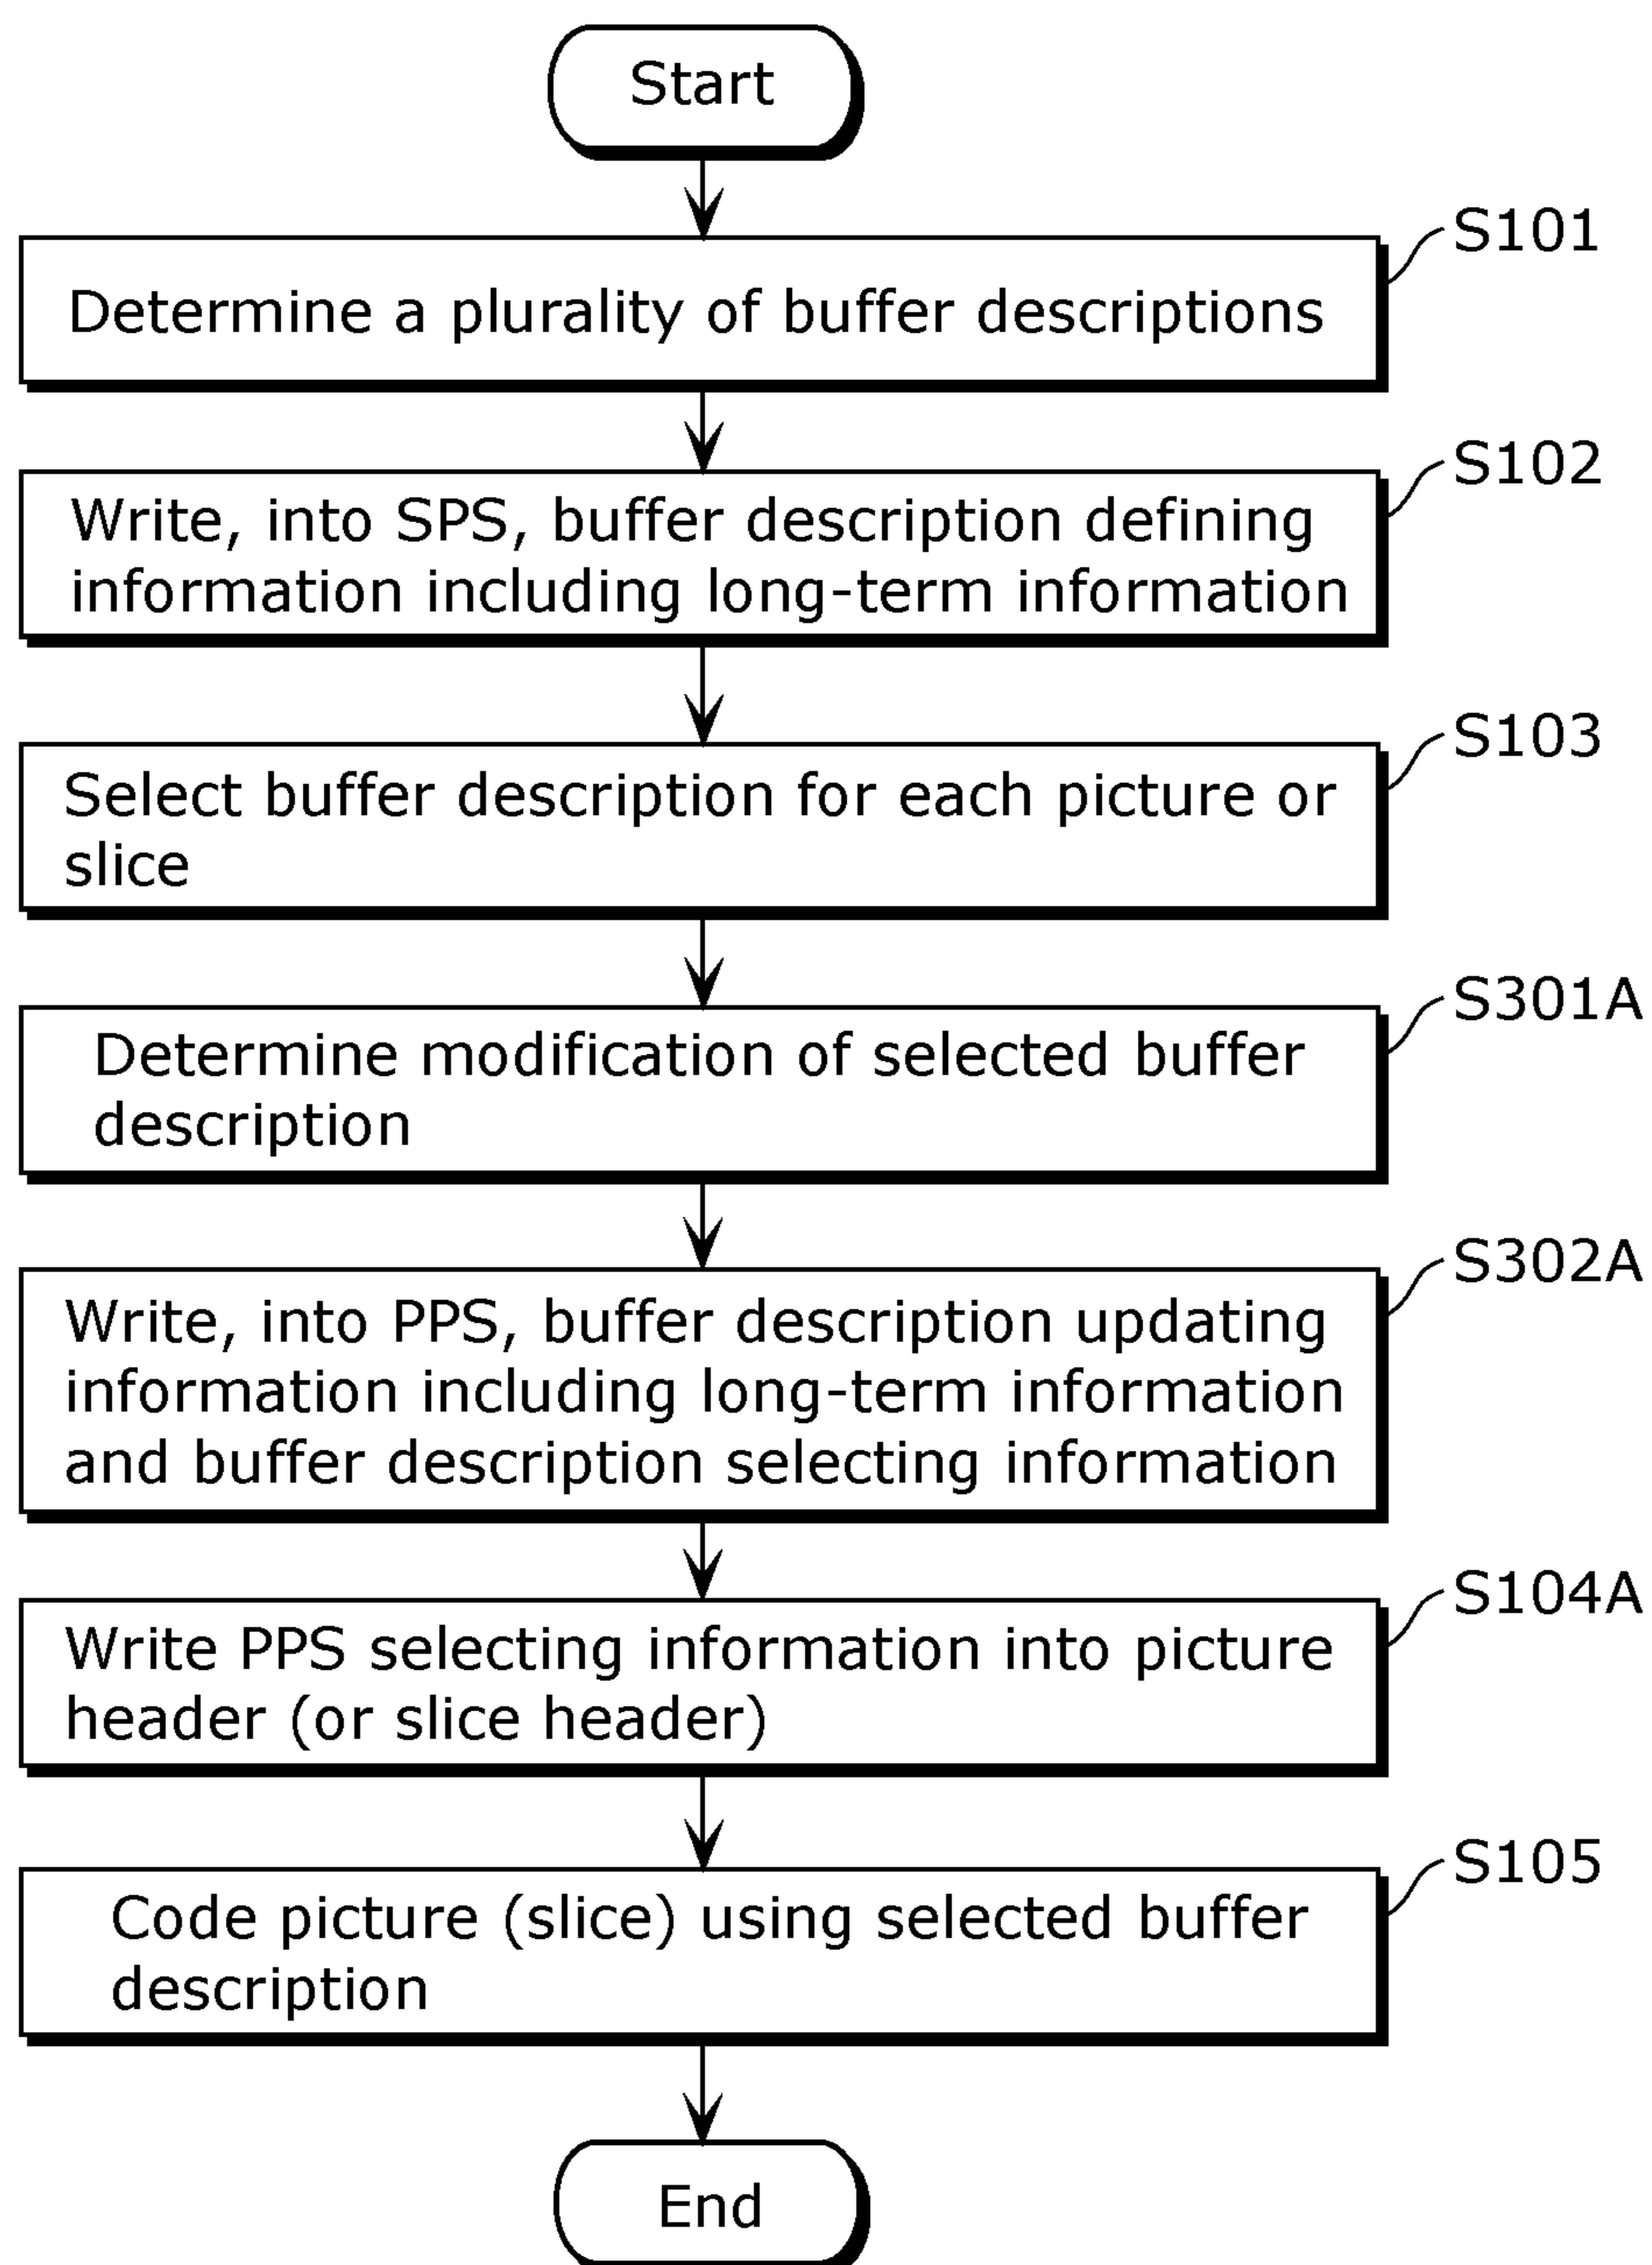 Start
S101
Determine a plurality of buffer descriptions
S102
Write, into SPS, buffer description defining
information including long-term information
S103
Select buffer description for each picture or
slice
S301A
Determine modification of selected buffer
description
S302A
Write, into PPS, buffer description updating
information including long-term information
and buffer description selecting information
S104A
Write PPS selecting information into picture
header (or slice header)
S105
Code picture (slice) using selected buffer
description
End